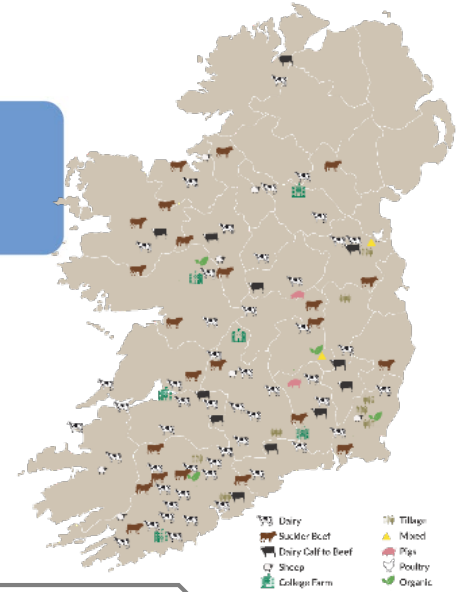 Dairy
Suckler Beef
Dairy Calf to Beef
Sheep
College Farm
Tillage
Mixed
Pigs
Poultry
Organic